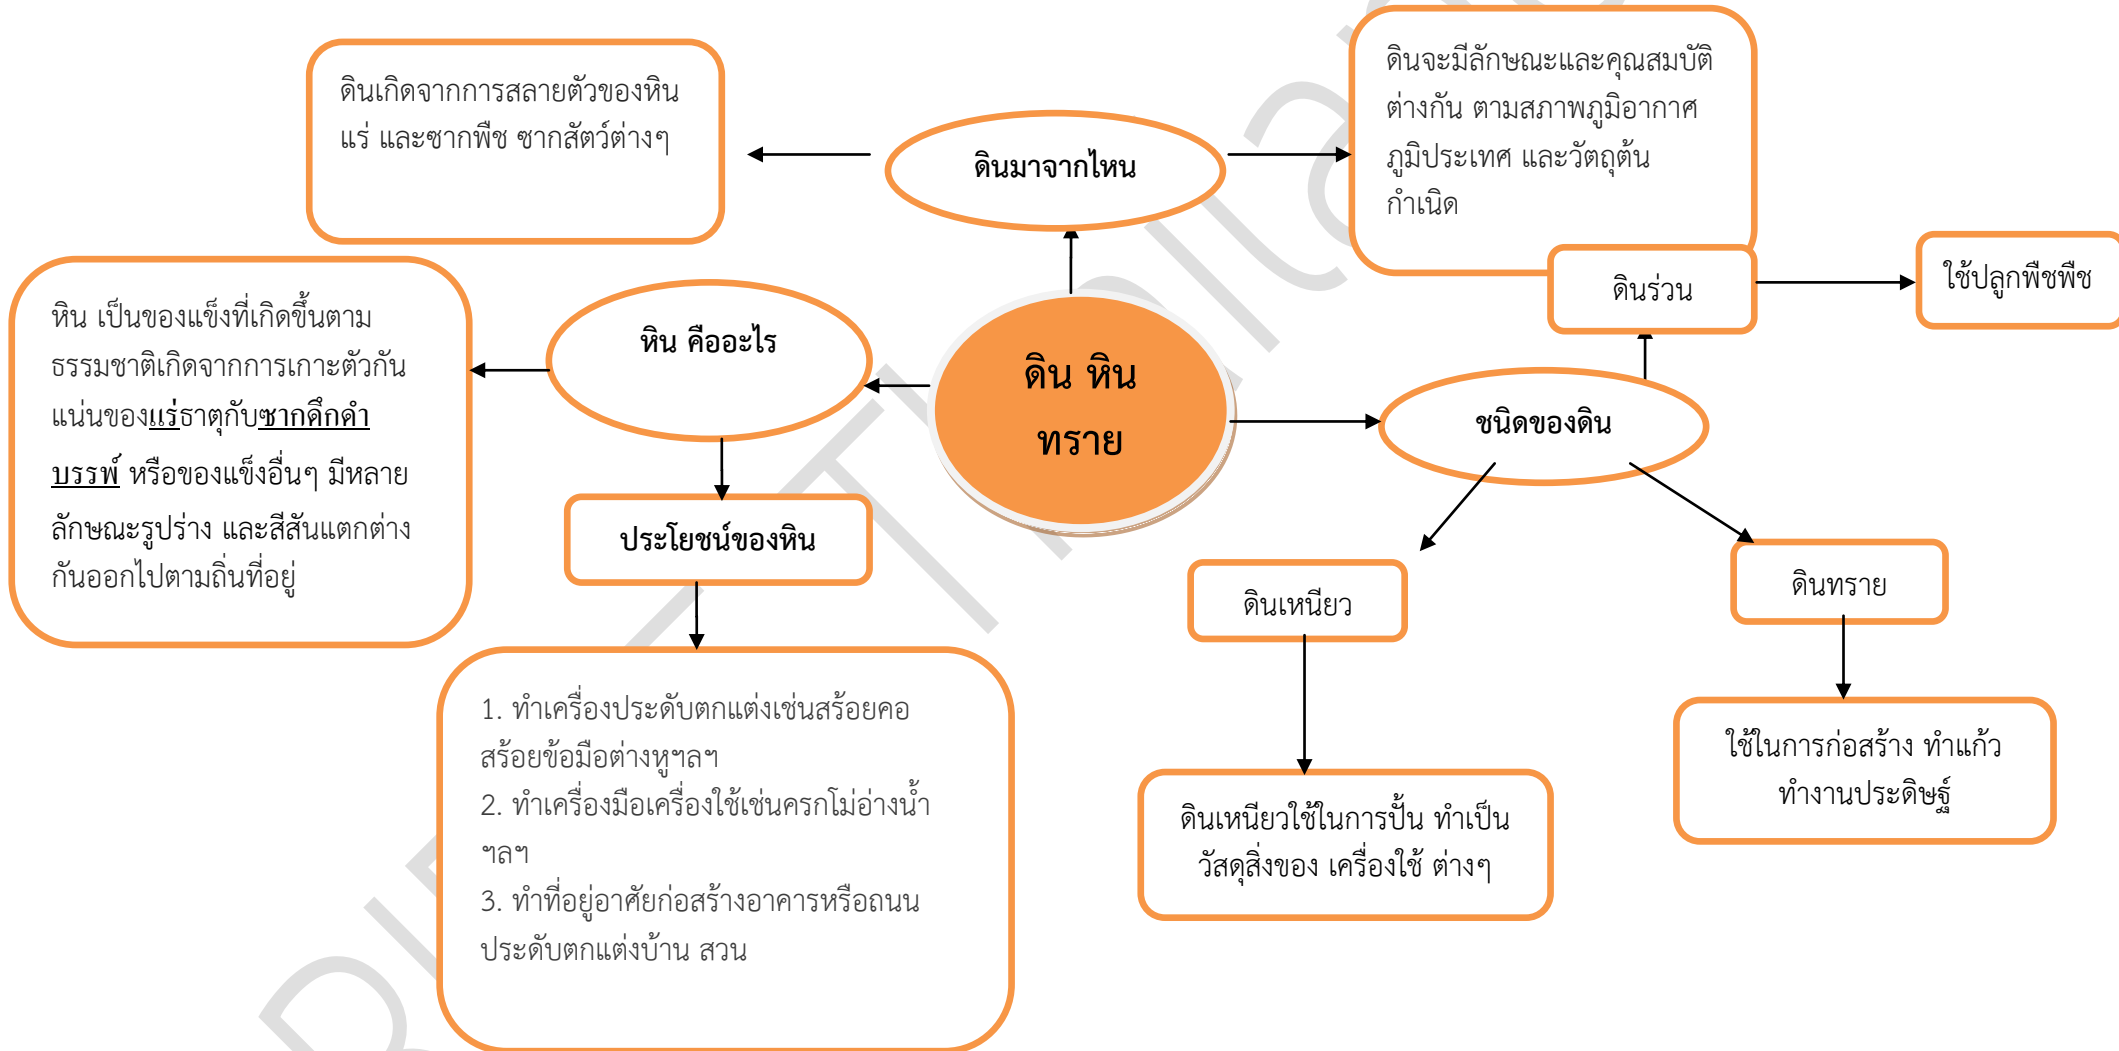 ดินเกิดจากการสลายตัวของหิน
แร่ และซากพืช ซากสัตว์ต่างๆ
ดินมาจากไหน
ดินจะมีลักษณะและคุณสมบัติ
ต่างกัน ตามสภาพภูมิอากาศ
ภูมิประเทศ และวัตถุต้น
กำเนิด
ดินร่วน
ใช้ปลูกพืชพืช
หิน เป็นของแข็งที่เกิดขึ้นตาม
ธรรมชาติเกิดจากการเกาะตัวกัน
แน่นของแร่ธาตุกับซากดึกดำ
บรรพ์ หรือของแข็งอื่นๆ มีหลาย
ลักษณะรูปร่าง และสีสันแตกต่าง
กันออกไปตามถิ่นที่อยู่
หิน คืออะไร
ดิน หิน
ทราย
ชนิดของดิน
ประโยชน์ของหิน
ดินเหนียว
ดินทราย
1. ทำเครื่องประดับตกแต่งเช่นสร้อยคอ
สร้อยข้อมือต่างหูฯลฯ
2. ทำเครื่องมือเครื่องใช้เช่นครกโม่อ่างน้ำ
ฯลฯ
3. ทำที่อยู่อาศัยก่อสร้างอาคารหรือถนน
ประดับตกแต่งบ้าน สวน
ดินเหนียวใช้ในการปั้น ทำเป็น
วัสดุสิ่งของ เครื่องใช้ ต่างๆ
ใช้ในการก่อสร้าง ทำแก้ว
ทำงานประดิษฐ์